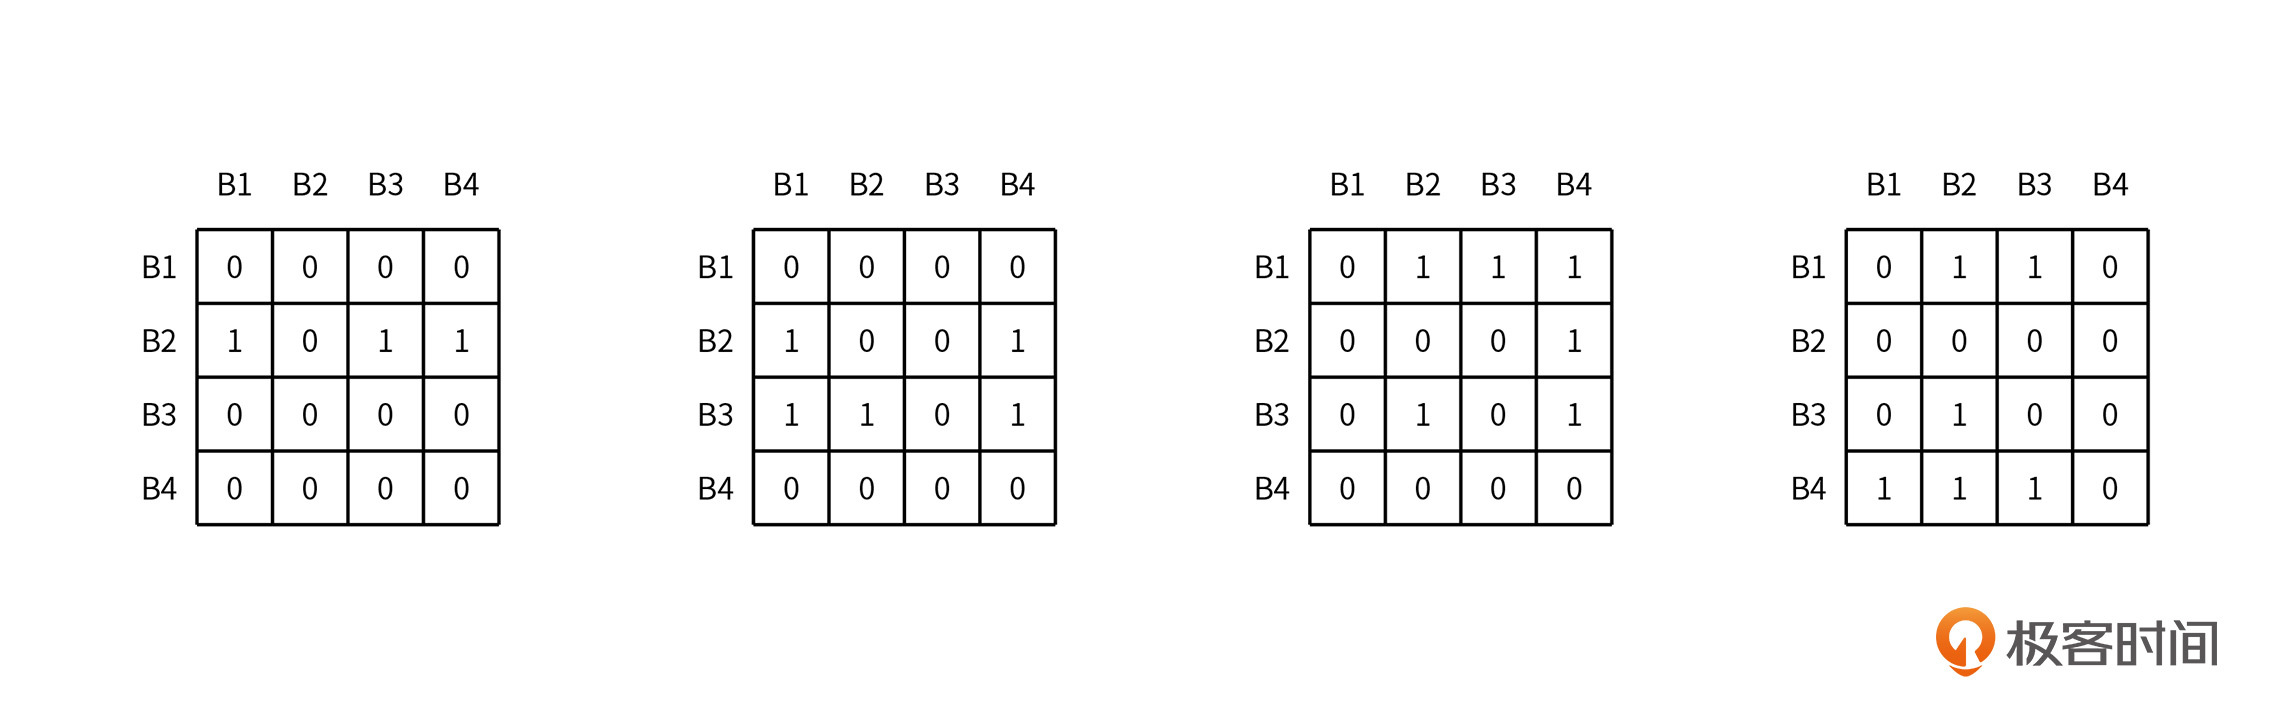 B1 B2 B3 B4 B1 B2 B3 B4 B1 B2 B3 B4 B1 B2 B3 B4
B1 0 0 0 0 B1 0 0 0 0 B1 0 1 1 1 B1 0 1 1 0
B2 1 0 1 1 B2 1 0 0 1 B2 0 0 0 1 B2 0 0 0 0
B3 0 0 0 0 B3 1 1 0 1 B3 0 1 0 1 B3 0 1 0 0
B4 0 0 0 0 B4 0 0 0 0 B4 0 0 0 0 B4 1 1 1 0
极客时间